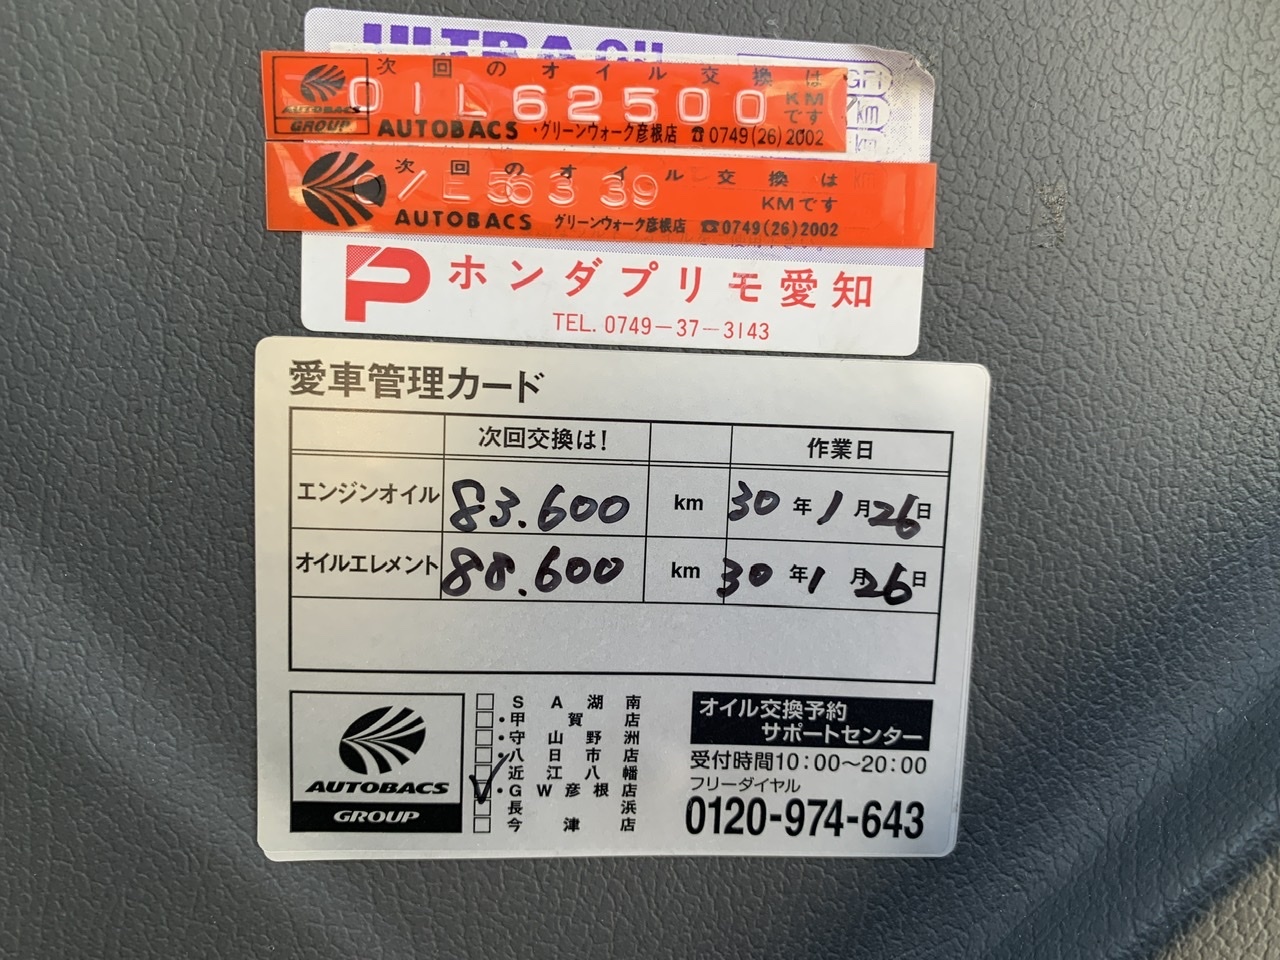 ULTRA OIL
次回のオイル交換は
OIL 62500 KM
です
AUTOBACS
GROUP
AUTOBACS ・グリーンウォーク彦根店 ☎0749(26)2002
次回のオイル交換は
KMです
AUTOBACS グリーンウォーク彦根店 ☎0749(26)2002
ホンダプリモ愛知
TEL. 0749-37-3143
愛車管理カード
次回交換は! 作業日
エンジンオイル 83.600 km 30年1月26日
オイルエレメント 88.600 km 30年1月26日
AUTOBACS
GROUP
SA湖南
・甲賀店
・守山野洲
・八日市店
近江八幡
・GW彦根店
長浜
今津店
オイル交換予約
サポートセンター
受付時間10:00～20:00
フリーダイヤル
0120-974-643